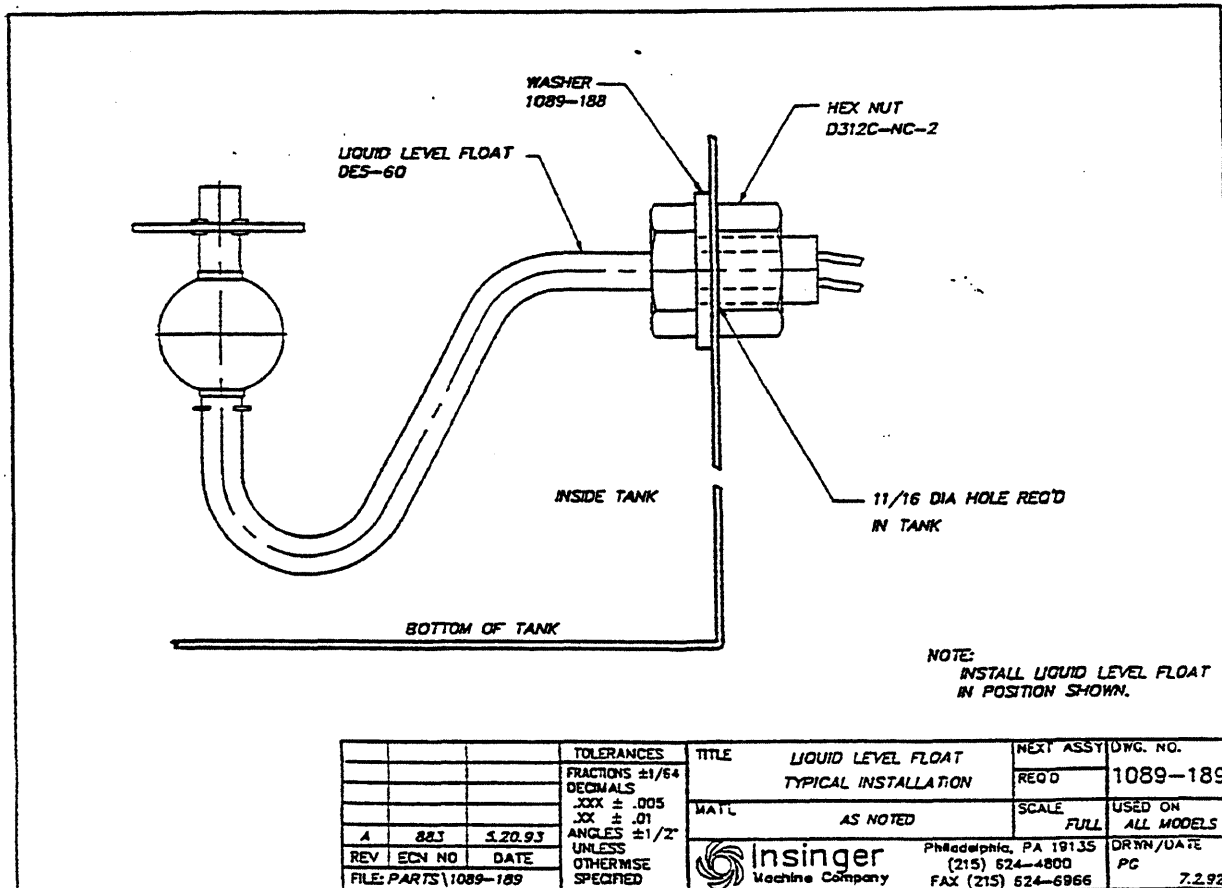 WASHER
1089-188
HEX NUT
D312C-NC-2
LIQUID LEVEL FLOAT
DES-60
INSIDE TANK
11/16 DIA HOLE REQ'D
IN TANK
BOTTOM OF TANK
NOTE:
INSTALL LIQUID LEVEL FLOAT
IN POSITION SHOWN.
TOLERANCES
FRACTIONS ±1/64
DECIMALS
.XXX ± .005
.XX ± .01
ANGLES ±1/2°
UNLESS
OTHERWISE
SPECIFIED
A 883 5.20.93
REV ECN NO DATE
FILE: PARTS\1089-189
TITLE LIQUID LEVEL FLOAT
TYPICAL INSTALLATION
MATL AS NOTED
NEXT ASSY
REQ'D
DWG. NO.
1089-189
SCALE
FULL
USED ON
ALL MODELS
Insinger
Machine Company
Philadelphia, PA 19135
(215) 624-4800
FAX (215) 624-6966
DRWN/DATE
PG
7.2.92